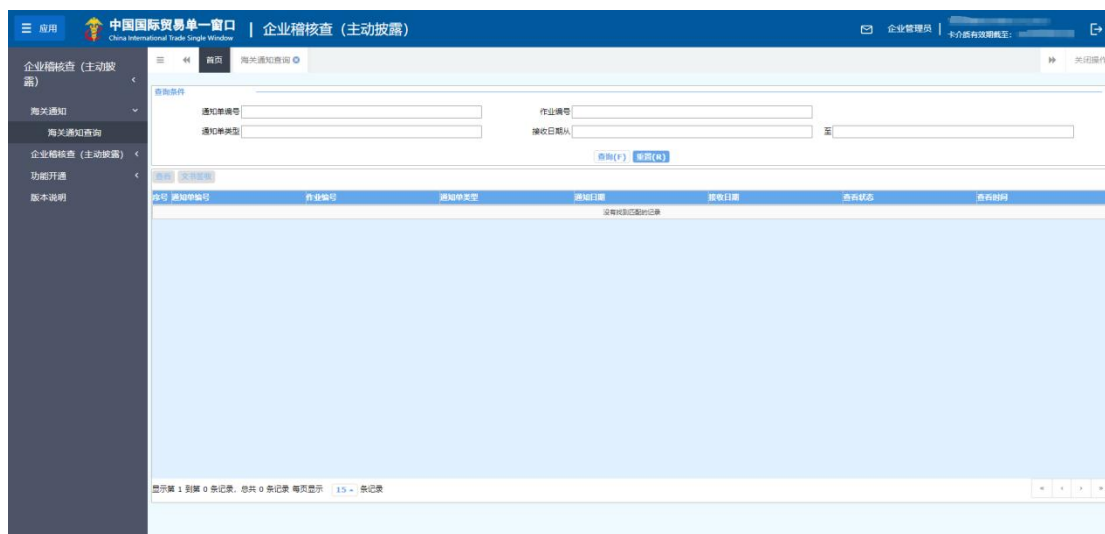 应用
中国国际贸易单一窗口 | 企业稽核查（主动披露）
China International Trade Single Window
企业管理员
卡介质有效期截至：
企业稽核查（主动披露）
首页 海关通知查询 关闭操作
海关通知
海关通知查询
企业稽核查（主动披露）
功能开通
版本说明
查询条件
通知单编号 作业编号
通知单类型 接收日期从 至
查询(F) 重置(R)
查看
序号 通知单编号 作业编号 通知单类型 通知日期 接收日期 查看状态 查看时间
没有找到匹配的记录
显示第 1 到第 0 条记录，总共 0 条记录 每页显示 15 条记录